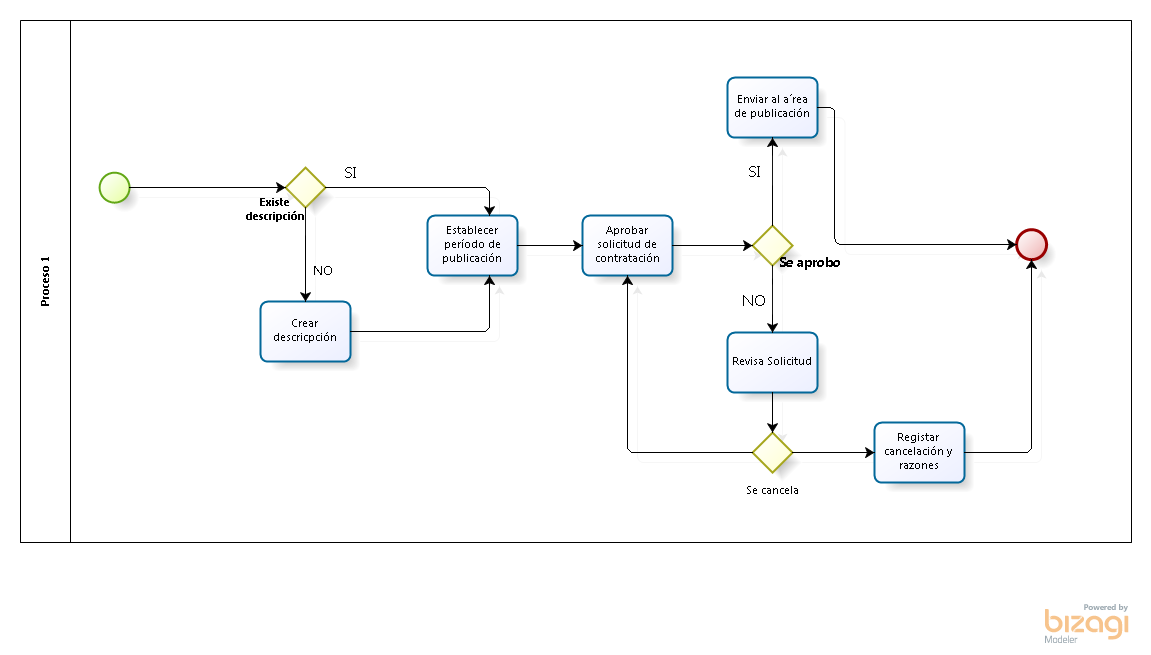 Proceso 1
Existe
descripción
SI
NO
Crear
descricpción
Establecer
período de
publicación
Aprobar
solicitud de
contratación
Enviar al a´rea
de publicación
SI
Se aprobo
NO
Revisa Solicitud
Se cancela
Registar
cancelación y
razones
Powered by
bizagi
Modeler